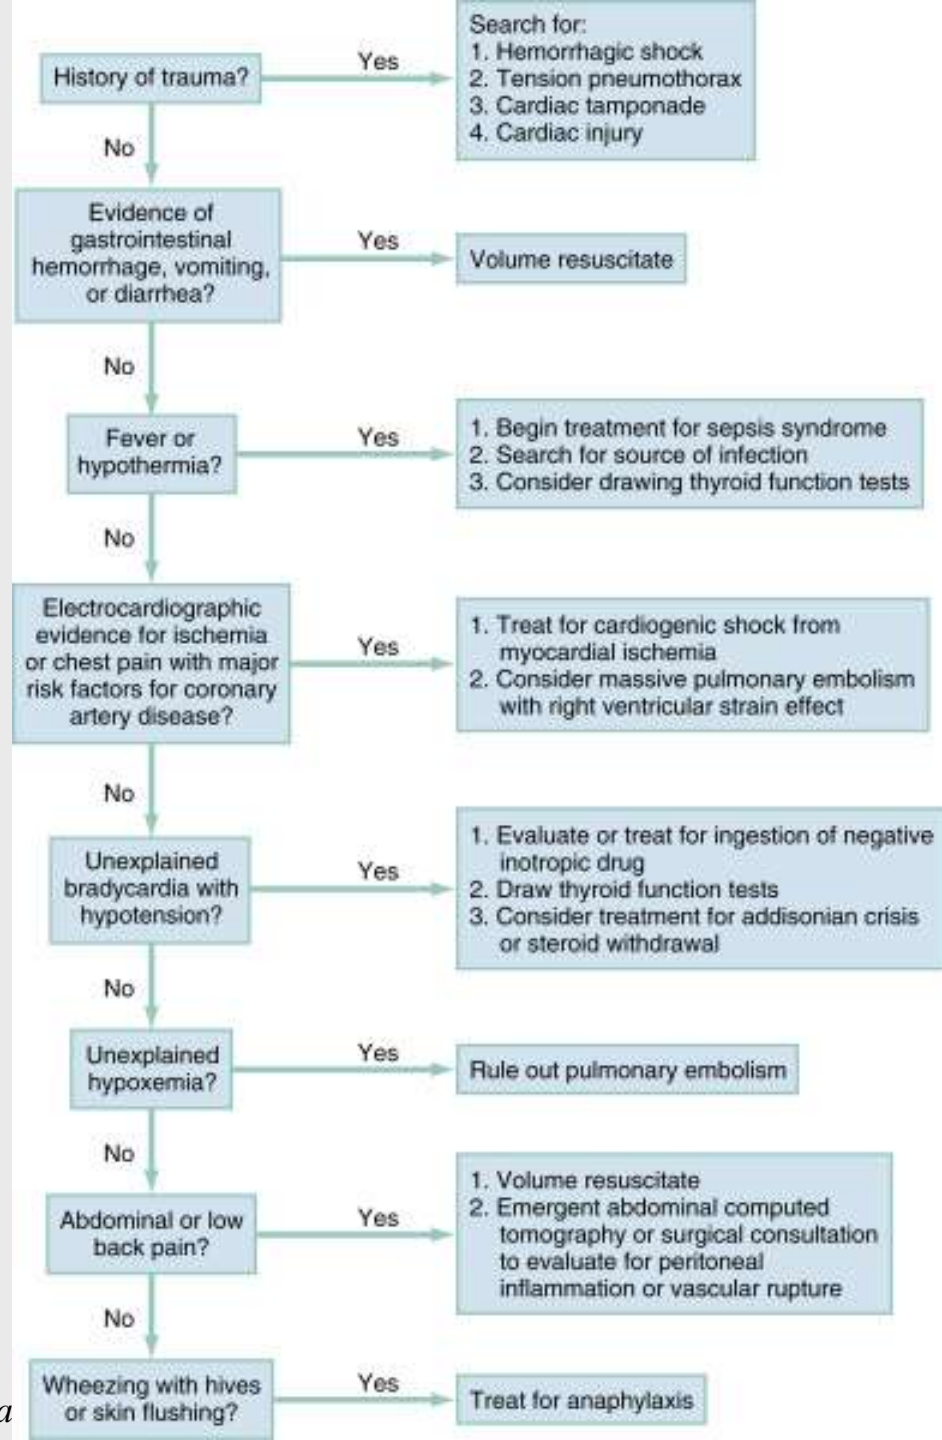 Search for:
1. Hemorrhagic shock
2. Tension pneumothorax
3. Cardiac tamponade
4. Cardiac injury
History of trauma?
Yes
No
Evidence of
gastrointestinal
hemorrhage, vomiting,
or diarrhea?
Yes
Volume resuscitate
No
Fever or
hypothermia?
Yes
1. Begin treatment for sepsis syndrome
2. Search for source of infection
3. Consider drawing thyroid function tests
No
Electrocardiographic
evidence for ischemia
or chest pain with major
risk factors for coronary
artery disease?
Yes
1. Treat for cardiogenic shock from
myocardial ischemia
2. Consider massive pulmonary embolism
with right ventricular strain effect
No
Unexplained
bradycardia with
hypotension?
Yes
1. Evaluate or treat for ingestion of negative
inotropic drug
2. Draw thyroid function tests
3. Consider treatment for addisonian crisis
or steroid withdrawal
No
Unexplained
hypoxemia?
Yes
Rule out pulmonary embolism
No
Abdominal or low
back pain?
Yes
1. Volume resuscitate
2. Emergent abdominal computed
tomography or surgical consultation
to evaluate for peritoneal
inflammation or vascular rupture
No
Wheezing with hives
or skin flushing?
Yes
Treat for anaphylaxis
a